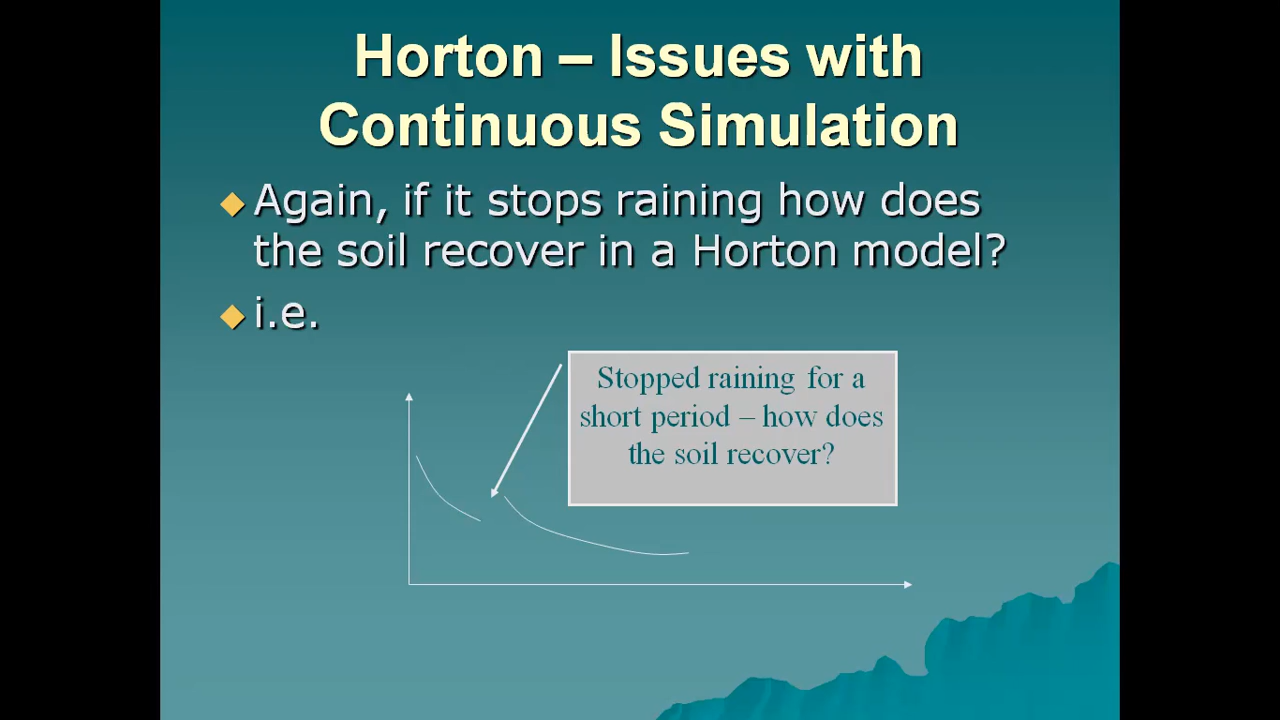 Horton – Issues with
Continuous Simulation
Again, if it stops raining how does
the soil recover in a Horton model?
i.e.
Stopped raining for a
short period – how does
the soil recover?